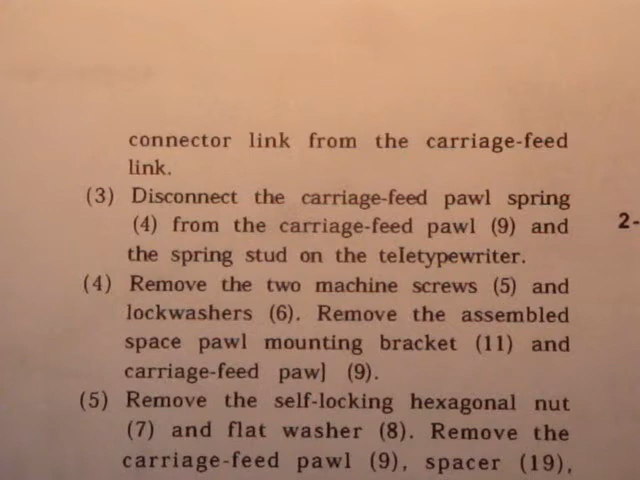 connector link from the carriage-feed
link.
(3) Disconnect the carriage-feed pawl spring
(4) from the carriage-feed pawl (9) and
the spring stud on the teletypewriter.
(4) Remove the two machine screws (5) and
lockwashers (6). Remove the assembled
space pawl mounting bracket (11) and
carriage-feed pawl (9).
(5) Remove the self-locking hexagonal nut
(7) and flat washer (8). Remove the
carriage-feed pawl (9), spacer (19),
2-